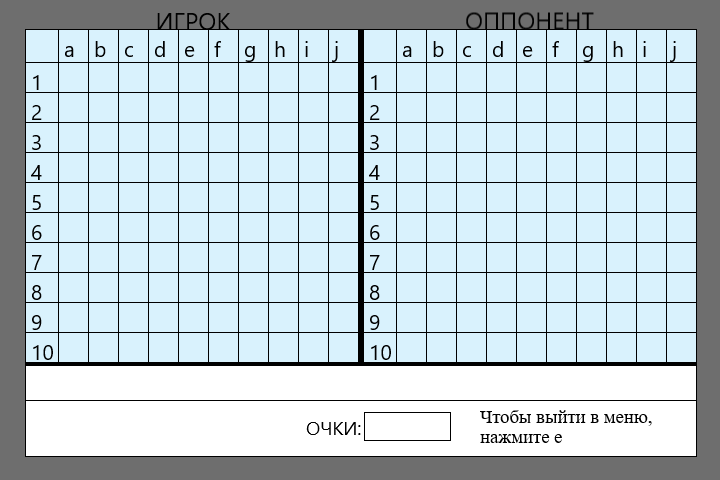 ИГРОК ОППОНЕНТ
a b c d e f g h i j a b c d e f g h i j
1 1
2 2
3 3
4 4
5 5
6 6
7 7
8 8
9 9
10 10
ОЧКИ:
Чтобы выйти в меню,
нажмите е